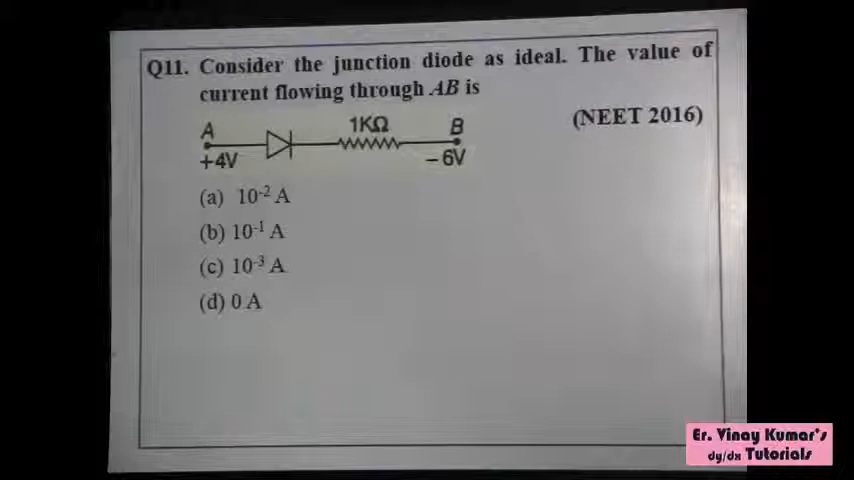 Q11. Consider the junction diode as ideal. The value of
current flowing through AB is
(NEET 2016)
A 1KΩ B
+4V –6V
(a) 10⁻² A
(b) 10⁻¹ A
(c) 10⁻³ A
(d) 0 A
Er. Vinay Kumar's
dy/dx Tutorials